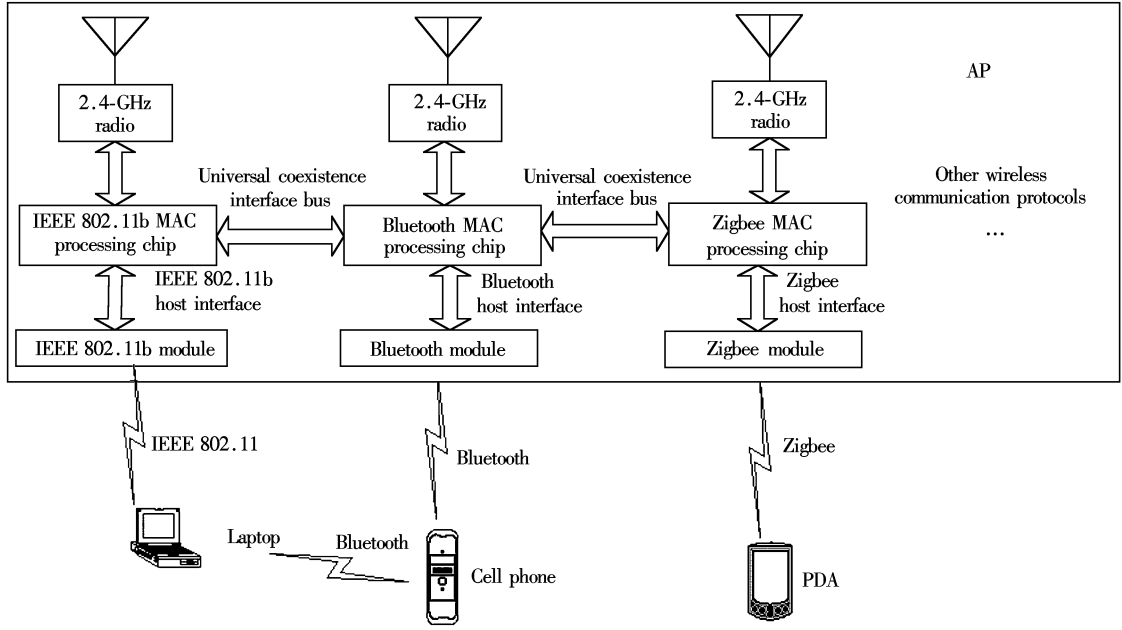 2.4-GHz
radio
2.4-GHz
radio
2.4-GHz
radio
AP
Universal coexistence
interface bus
Universal coexistence
interface bus
Other wireless
communication protocols
...
IEEE 802.11b MAC
processing chip
Bluetooth MAC
processing chip
Zigbee MAC
processing chip
IEEE 802.11b
host interface
Bluetooth
host interface
Zigbee
host interface
IEEE 802.11b module
Bluetooth module
Zigbee module
IEEE 802.11
Bluetooth
Zigbee
Laptop
Bluetooth
Cell phone
PDA